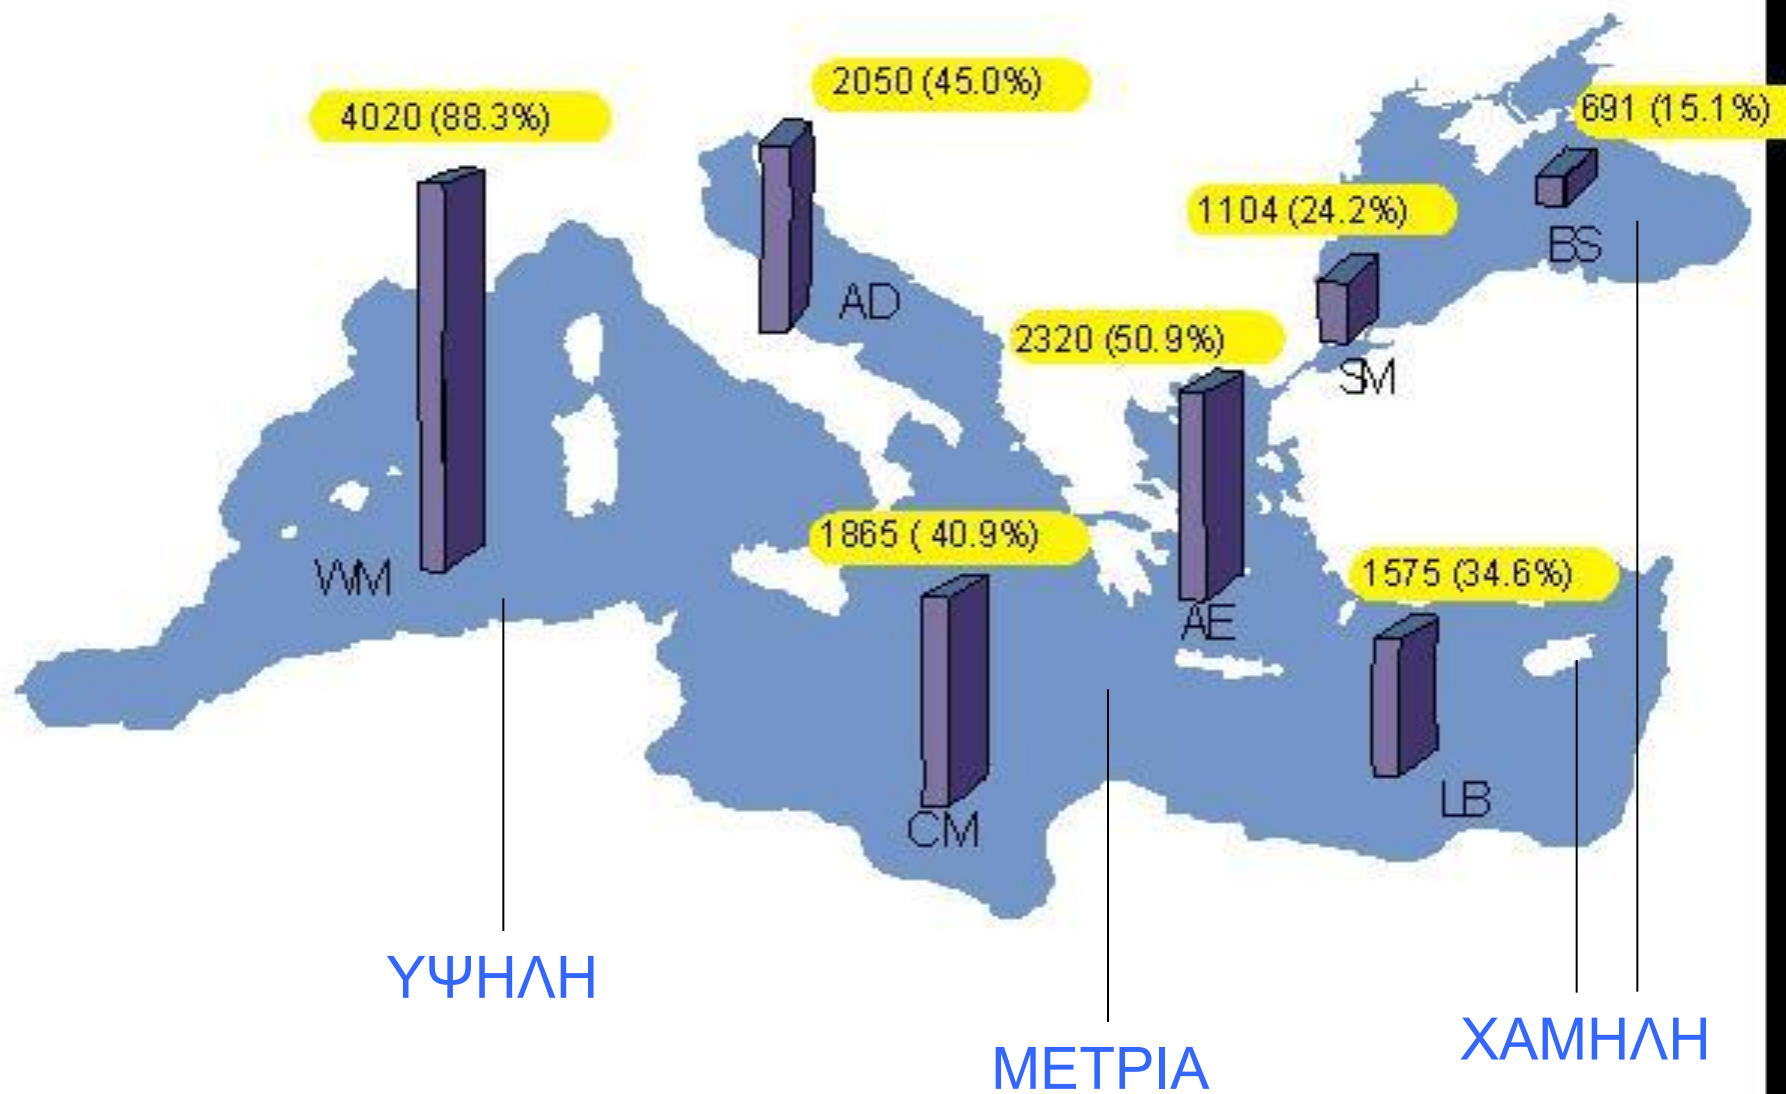 2050 (45.0%)
4020 (88.3%)
691 (15.1%)
1104 (24.2%)
BS
AD
2320 (50.9%)
SM
1865 ( 40.9%)
WM
1575 (34.6%)
AE
LB
CM
ΥΨΗΛΗ
ΧΑΜΗΛΗ
ΜΕΤΡΙΑ